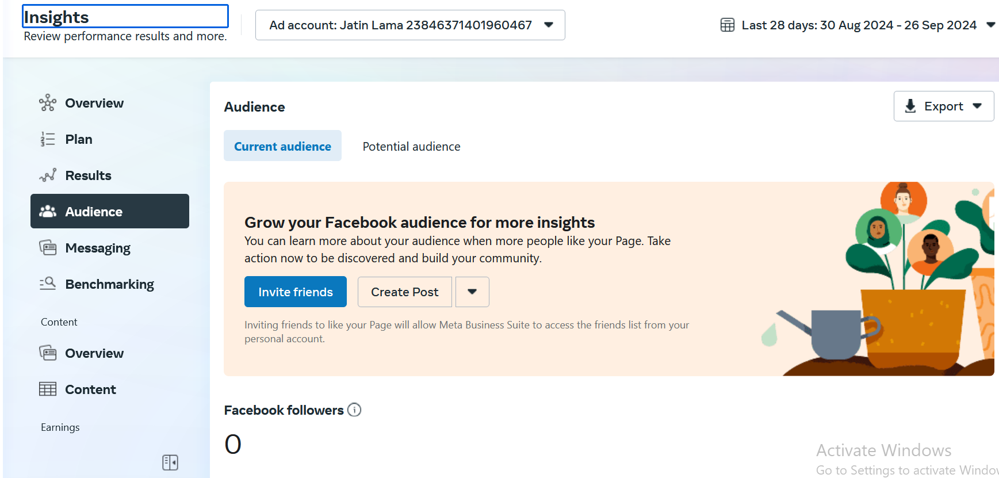 Insights
Review performance results and more.
Ad account: Jatin Lama 23846371401960467
Last 28 days: 30 Aug 2024 - 26 Sep 2024
Overview
Plan
Results
Audience
Messaging
Benchmarking
Content
Overview
Content
Earnings
Audience
Export
Current audience
Potential audience
Grow your Facebook audience for more insights
You can learn more about your audience when more people like your Page. Take
action now to be discovered and build your community.
Invite friends
Create Post
Inviting friends to like your Page will allow Meta Business Suite to access the friends list from your
personal account.
Facebook followers
0
Activate Windows
Go to Settings to activate Window